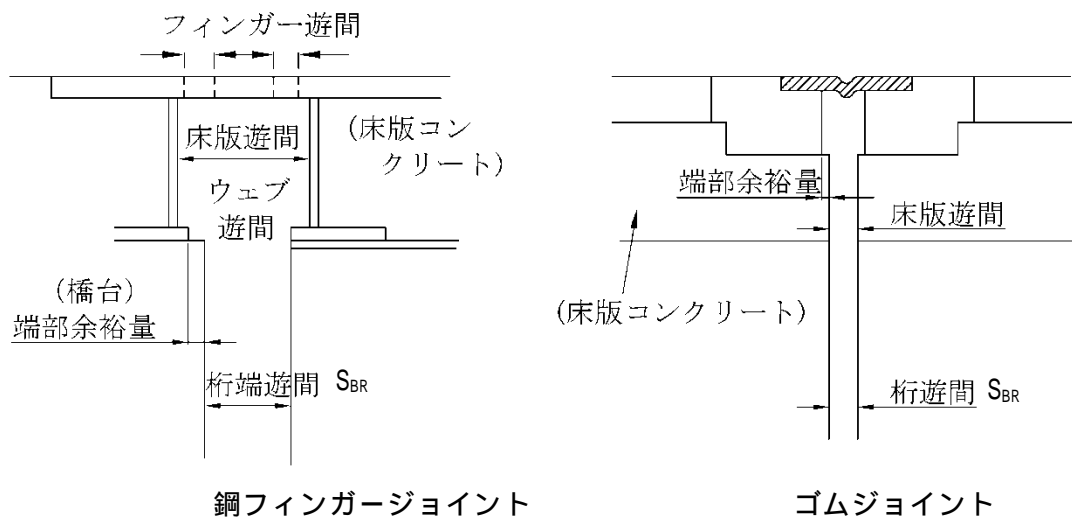 フィンガー遊間
床版遊間
(床版コン
クリート)
ウェブ
遊間
(橋台)
端部余裕量
桁端遊間 SBR
鋼フィンガージョイント
端部余裕量
床版遊間
(床版コンクリート)
桁遊間 SBR
ゴムジョイント